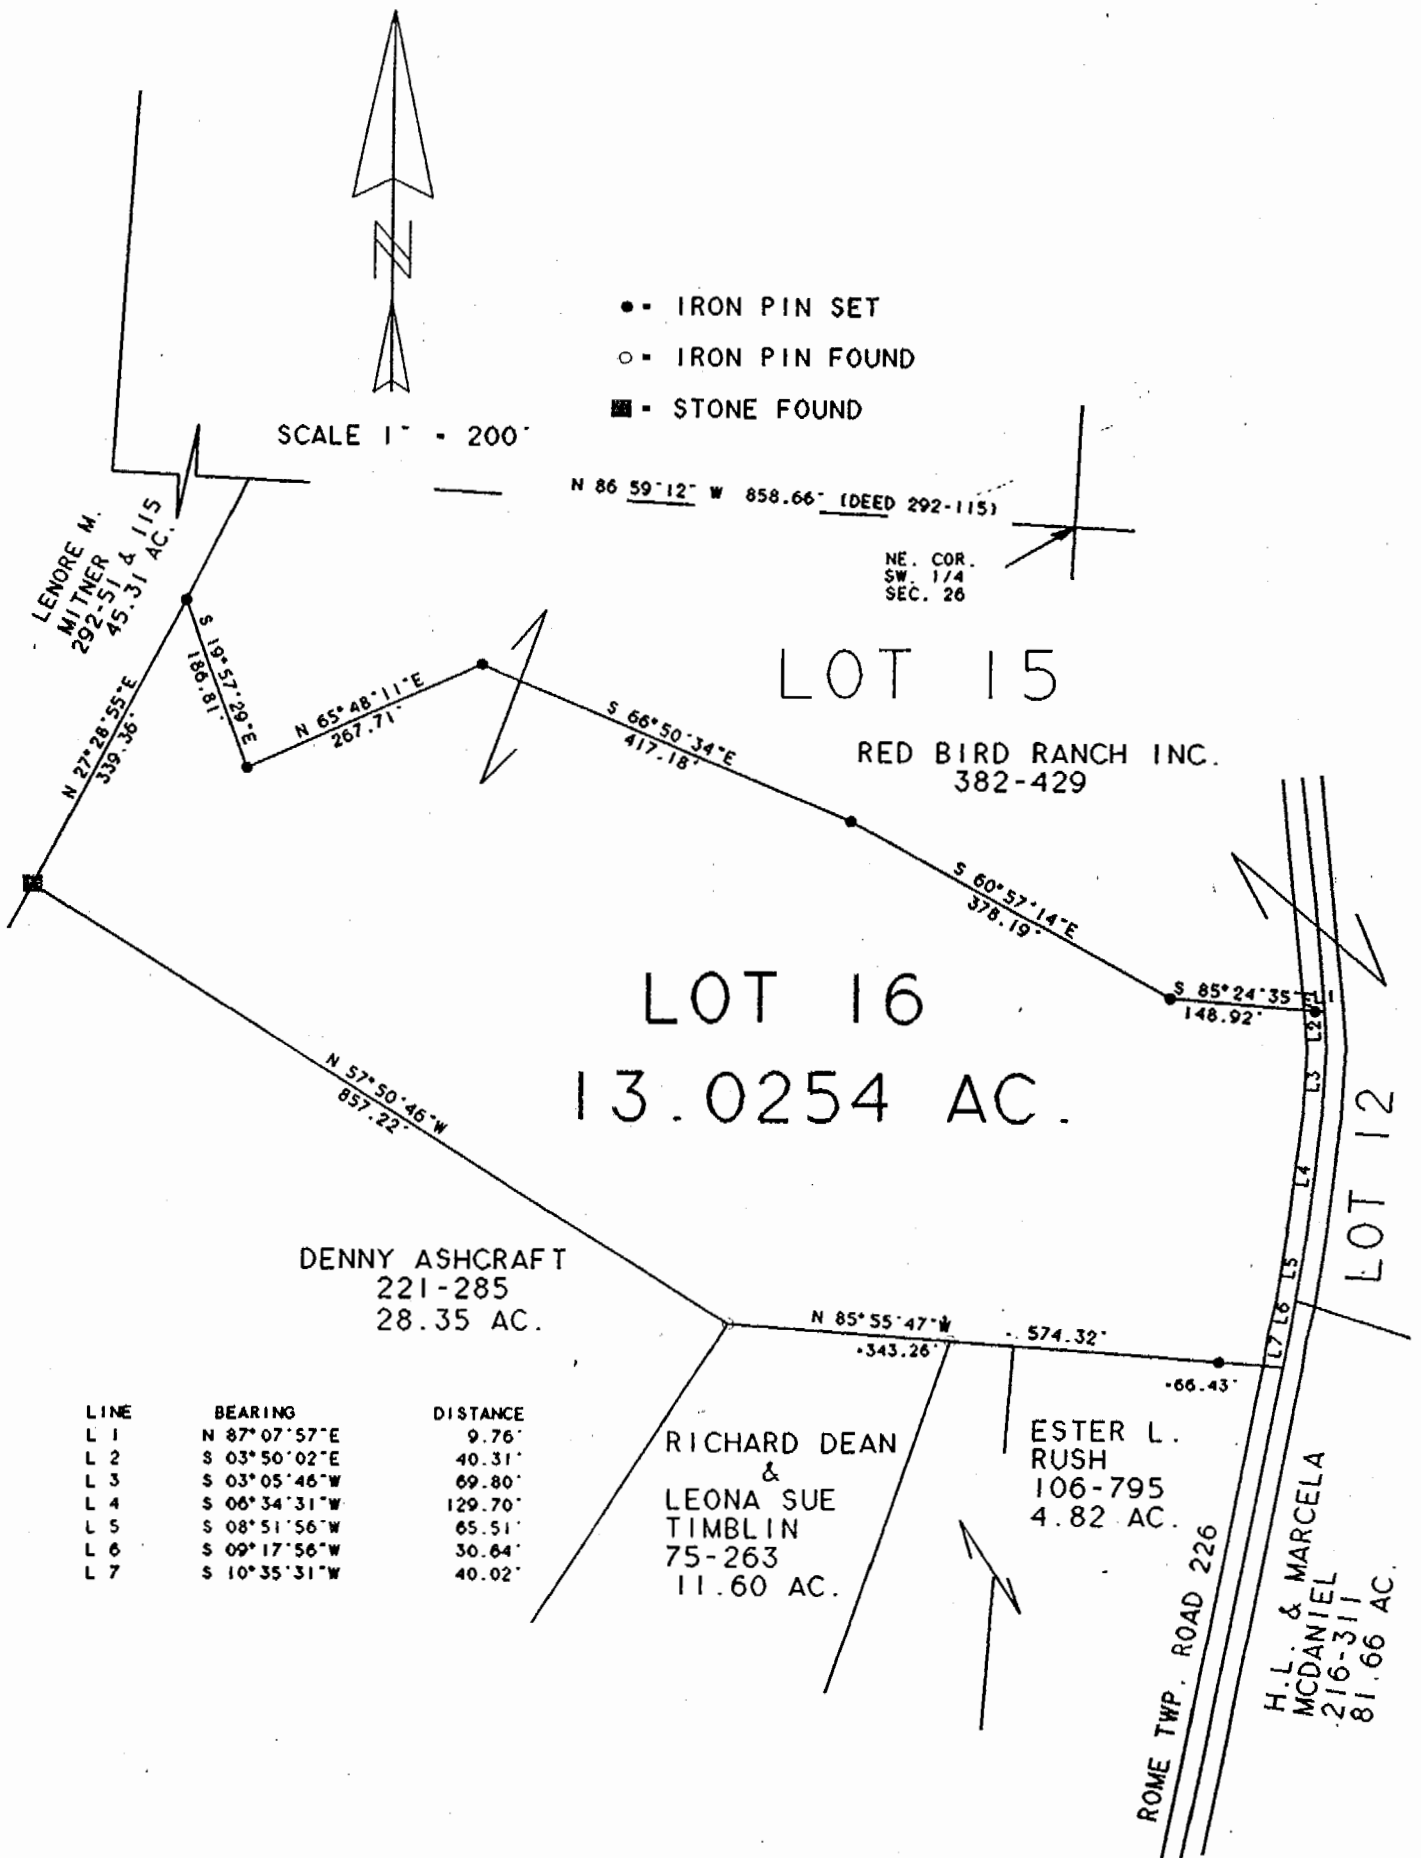 N
● - IRON PIN SET
○ - IRON PIN FOUND
■ - STONE FOUND
SCALE 1" - 200'
N 86 59'12" W 858.66' (DEED 292-115)
NE. COR.
SW. 1/4
SEC. 26
LENORE M.
MITNER
292-51 & 115
45.31 AC.
N 27°28'55"E
339.36'
S 19°57'29"E
186.81'
N 65°48'11"E
267.71'
S 66°50'34"E
417.18'
LOT 15
RED BIRD RANCH INC.
382-429
S 60°57'14"E
378.19'
S 85°24'35"E
148.92'
L1
L2
L3
L4
L5
L6
L7
LOT 16
13.0254 AC.
LOT 12
N 57°50'46"W
857.22'
DENNY ASHCRAFT
221-285
28.35 AC.
N 85°55'47"W - 574.32'
-343.26'
-66.43'
LINE BEARING DISTANCE
L 1 N 87°07'57"E 9.76'
L 2 S 03°50'02"E 40.31'
L 3 S 03°05'46"W 69.80'
L 4 S 06°34'31"W 129.70'
L 5 S 08°51'56"W 65.51'
L 6 S 09°17'56"W 30.64'
L 7 S 10°35'31"W 40.02'
RICHARD DEAN
&
LEONA SUE
TIMBLIN
75-263
11.60 AC.
ESTER L.
RUSH
106-795
4.82 AC.
ROME TWP. ROAD 226
H.L. & MARCELA
MCDANIEL
216-311
81.66 AC.